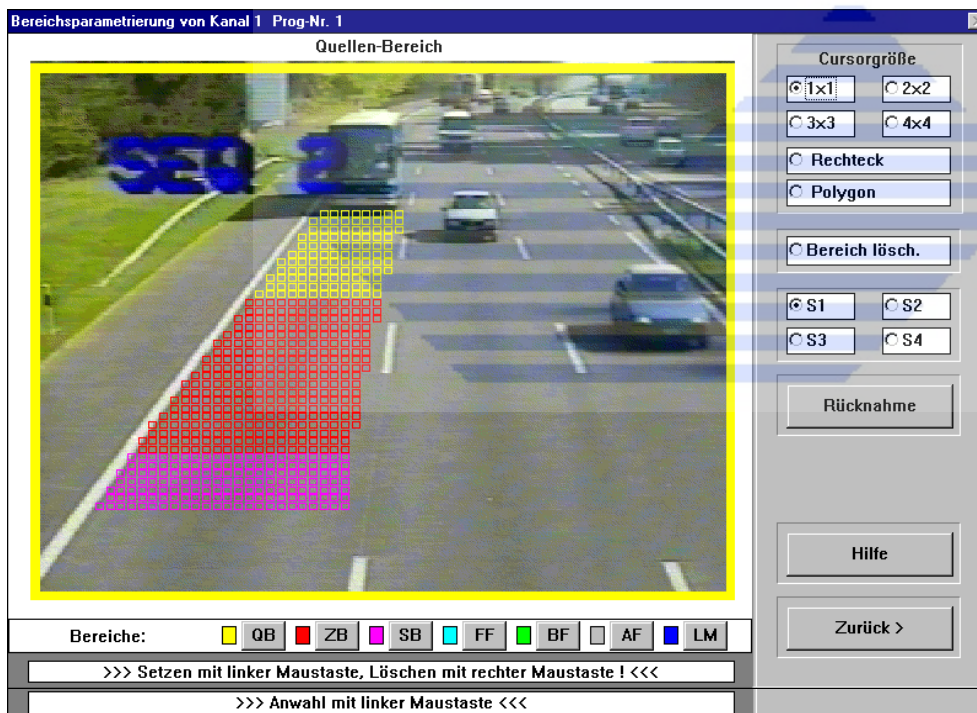 Bereichsparametrierung von Kanal 1 Prog-Nr. 1
Quellen-Bereich
SEQ 2
Cursorgröße
1x1
2x2
3x3
4x4
Rechteck
Polygon
Bereich lösch.
S1
S2
S3
S4
Rücknahme
Hilfe
Zurück >
Bereiche:
QB
ZB
SB
FF
BF
AF
LM
>>> Setzen mit linker Maustaste, Löschen mit rechter Maustaste ! <<<
>>> Anwahl mit linker Maustaste <<<